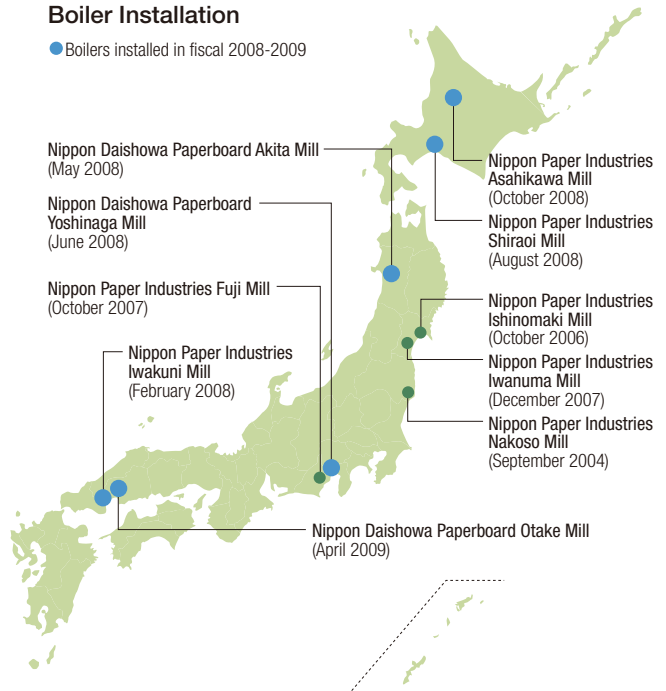 Boiler Installation
Boilers installed in fiscal 2008-2009
Nippon Daishowa Paperboard Akita Mill
(May 2008)
Nippon Daishowa Paperboard
Yoshinaga Mill
(June 2008)
Nippon Paper Industries Fuji Mill
(October 2007)
Nippon Paper Industries
Iwakuni Mill
(February 2008)
Nippon Paper Industries
Asahikawa Mill
(October 2008)
Nippon Paper Industries
Shiraoi Mill
(August 2008)
Nippon Paper Industries
Ishinomaki Mill
(October 2006)
Nippon Paper Industries
Iwanuma Mill
(December 2007)
Nippon Paper Industries
Nakoso Mill
(September 2004)
Nippon Daishowa Paperboard Otake Mill
(April 2009)